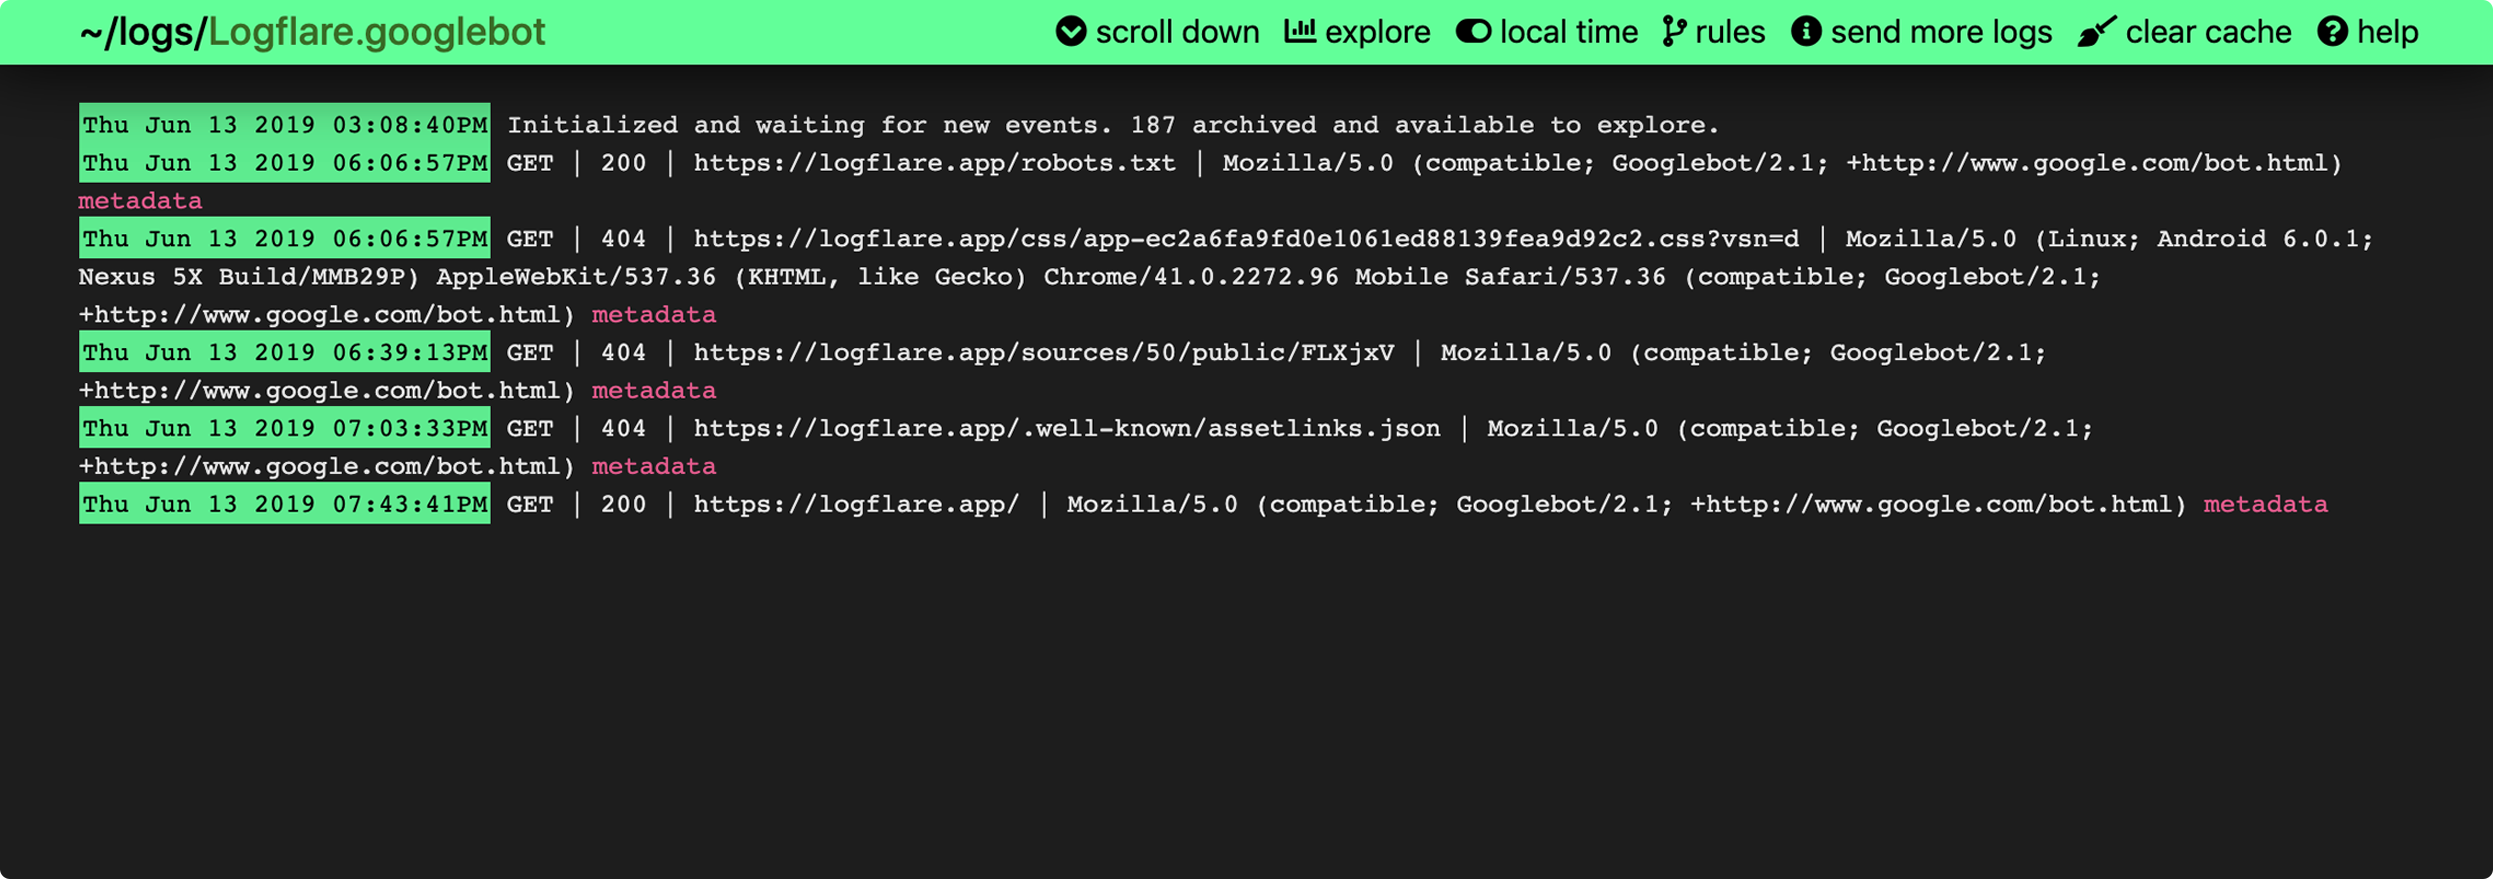 ~/logs/Logflare.googlebot scroll down explore local time rules send more logs clear cache help
Thu Jun 13 2019 03:08:40PM Initialized and waiting for new events. 187 archived and available to explore.
Thu Jun 13 2019 06:06:57PM GET | 200 | https://logflare.app/robots.txt | Mozilla/5.0 (compatible; Googlebot/2.1; +http://www.google.com/bot.html)
metadata
Thu Jun 13 2019 06:06:57PM GET | 404 | https://logflare.app/css/app-ec2a6fa9fd0e1061ed88139fea9d92c2.css?vsn=d | Mozilla/5.0 (Linux; Android 6.0.1;
Nexus 5X Build/MMB29P) AppleWebKit/537.36 (KHTML, like Gecko) Chrome/41.0.2272.96 Mobile Safari/537.36 (compatible; Googlebot/2.1;
+http://www.google.com/bot.html) metadata
Thu Jun 13 2019 06:39:13PM GET | 404 | https://logflare.app/sources/50/public/FLXjxV | Mozilla/5.0 (compatible; Googlebot/2.1;
+http://www.google.com/bot.html) metadata
Thu Jun 13 2019 07:03:33PM GET | 404 | https://logflare.app/.well-known/assetlinks.json | Mozilla/5.0 (compatible; Googlebot/2.1;
+http://www.google.com/bot.html) metadata
Thu Jun 13 2019 07:43:41PM GET | 200 | https://logflare.app/ | Mozilla/5.0 (compatible; Googlebot/2.1; +http://www.google.com/bot.html) metadata